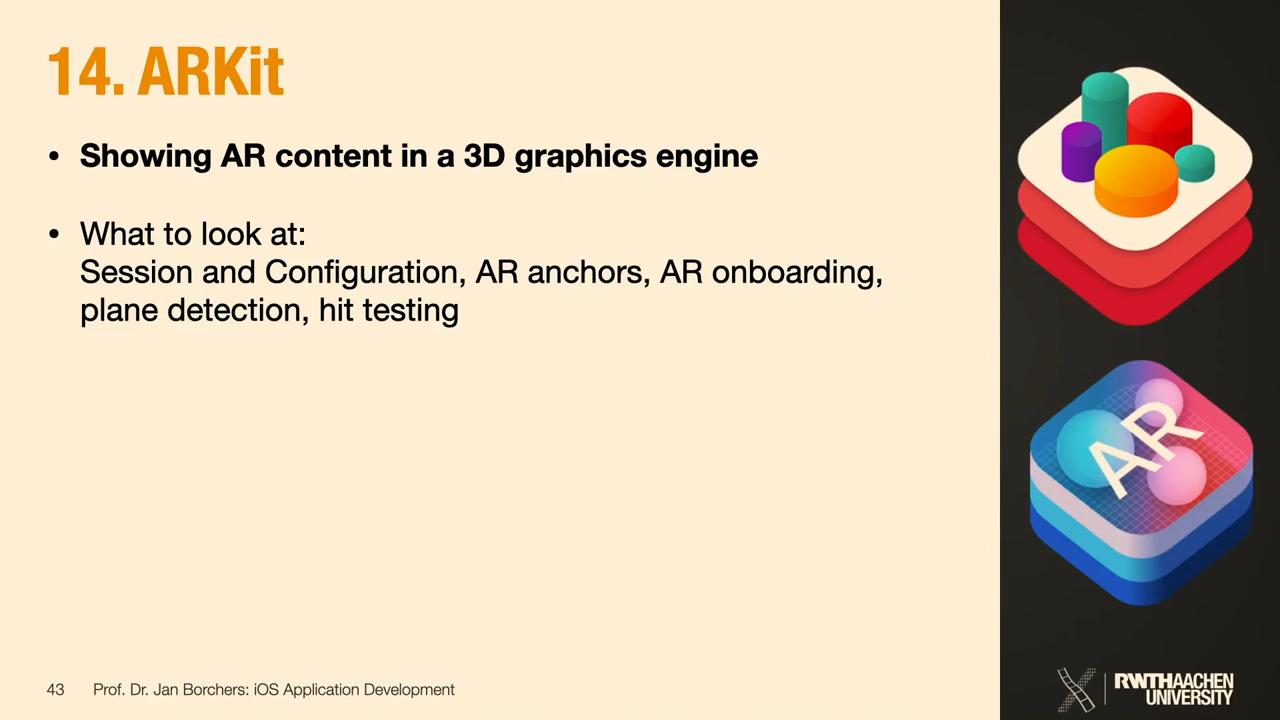 14. ARKit
• Showing AR content in a 3D graphics engine
• What to look at:
Session and Configuration, AR anchors, AR onboarding,
plane detection, hit testing
AR
43 Prof. Dr. Jan Borchers: iOS Application Development
RWTHAACHEN
UNIVERSITY